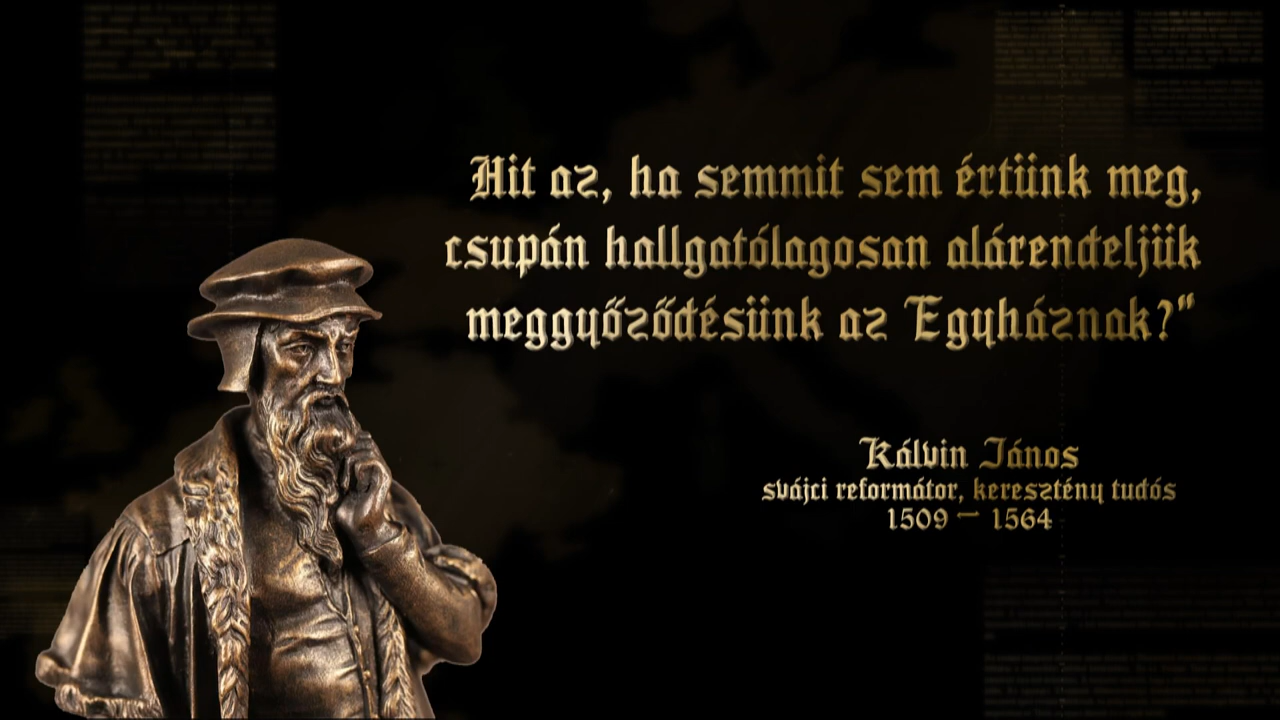 Hit az, ha semmit sem értünk meg,
csupán hallgatólagosan alárendeljük
meggyőződésünk az Egyháznak?“
Kálvin János
svájci reformátor, keresztény tudós
1509 – 1564